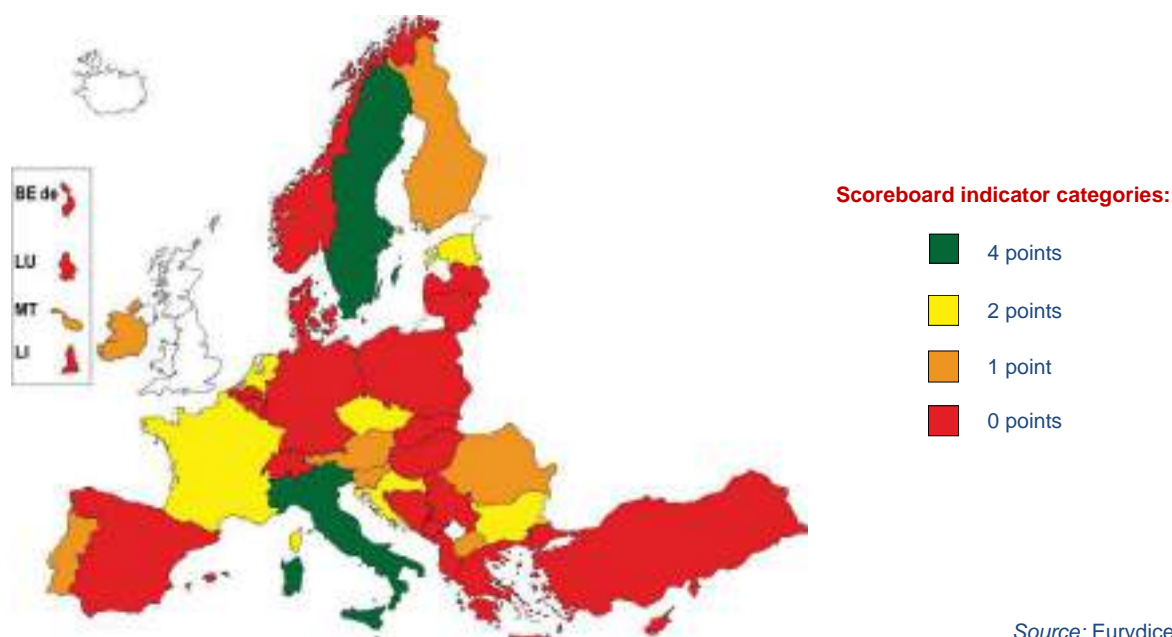 BE de
LU
MT
LI
Scoreboard indicator categories:
4 points
2 points
1 point
0 points
Source: Eurydice